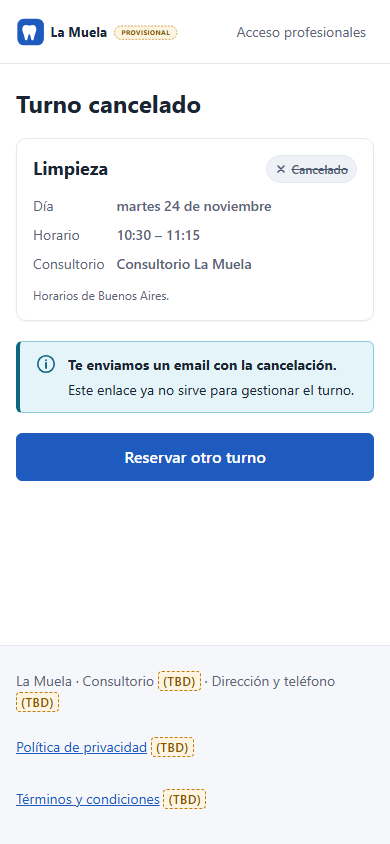 La Muela PROVISIONAL Acceso profesionales
Turno cancelado
Limpieza ✕ Cancelado
Día martes 24 de noviembre
Horario 10:30 – 11:15
Consultorio Consultorio La Muela
Horarios de Buenos Aires.
Te enviamos un email con la cancelación.
Este enlace ya no sirve para gestionar el turno.
Reservar otro turno
La Muela · Consultorio (TBD) · Dirección y teléfono
(TBD)
Política de privacidad (TBD)
Términos y condiciones (TBD)